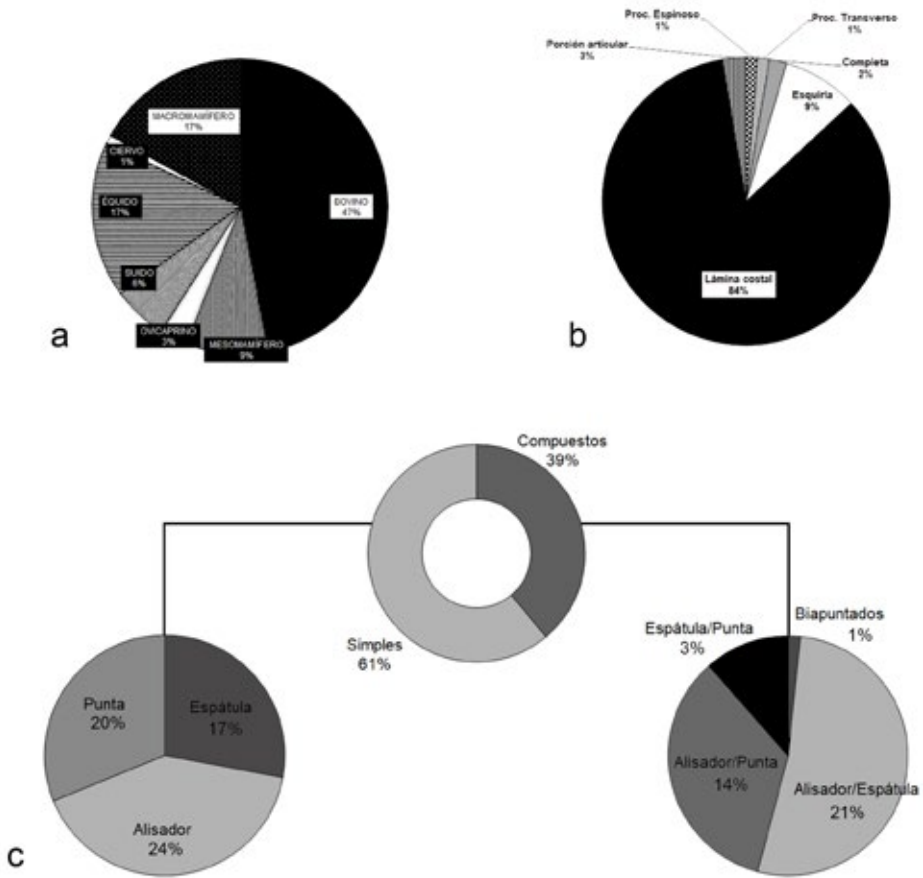 MACROMAMÍFERO
17%
CIERVO
1%
ÉQUIDO
17%
SUIDO
6%
OVICAPRINO
3%
MESOMAMÍFERO
9%
BOVINO
47%
a
Proc. Espinoso
1%
Proc. Transverso
1%
Porción articular
3%
Completa
2%
Esquirla
9%
Lámina costal
84%
b
Compuestos
39%
Simples
61%
Punta
20%
Espátula
17%
Alisador
24%
Espátula/Punta
3%
Biapuntados
1%
Alisador/Punta
14%
Alisador/Espátula
21%
c